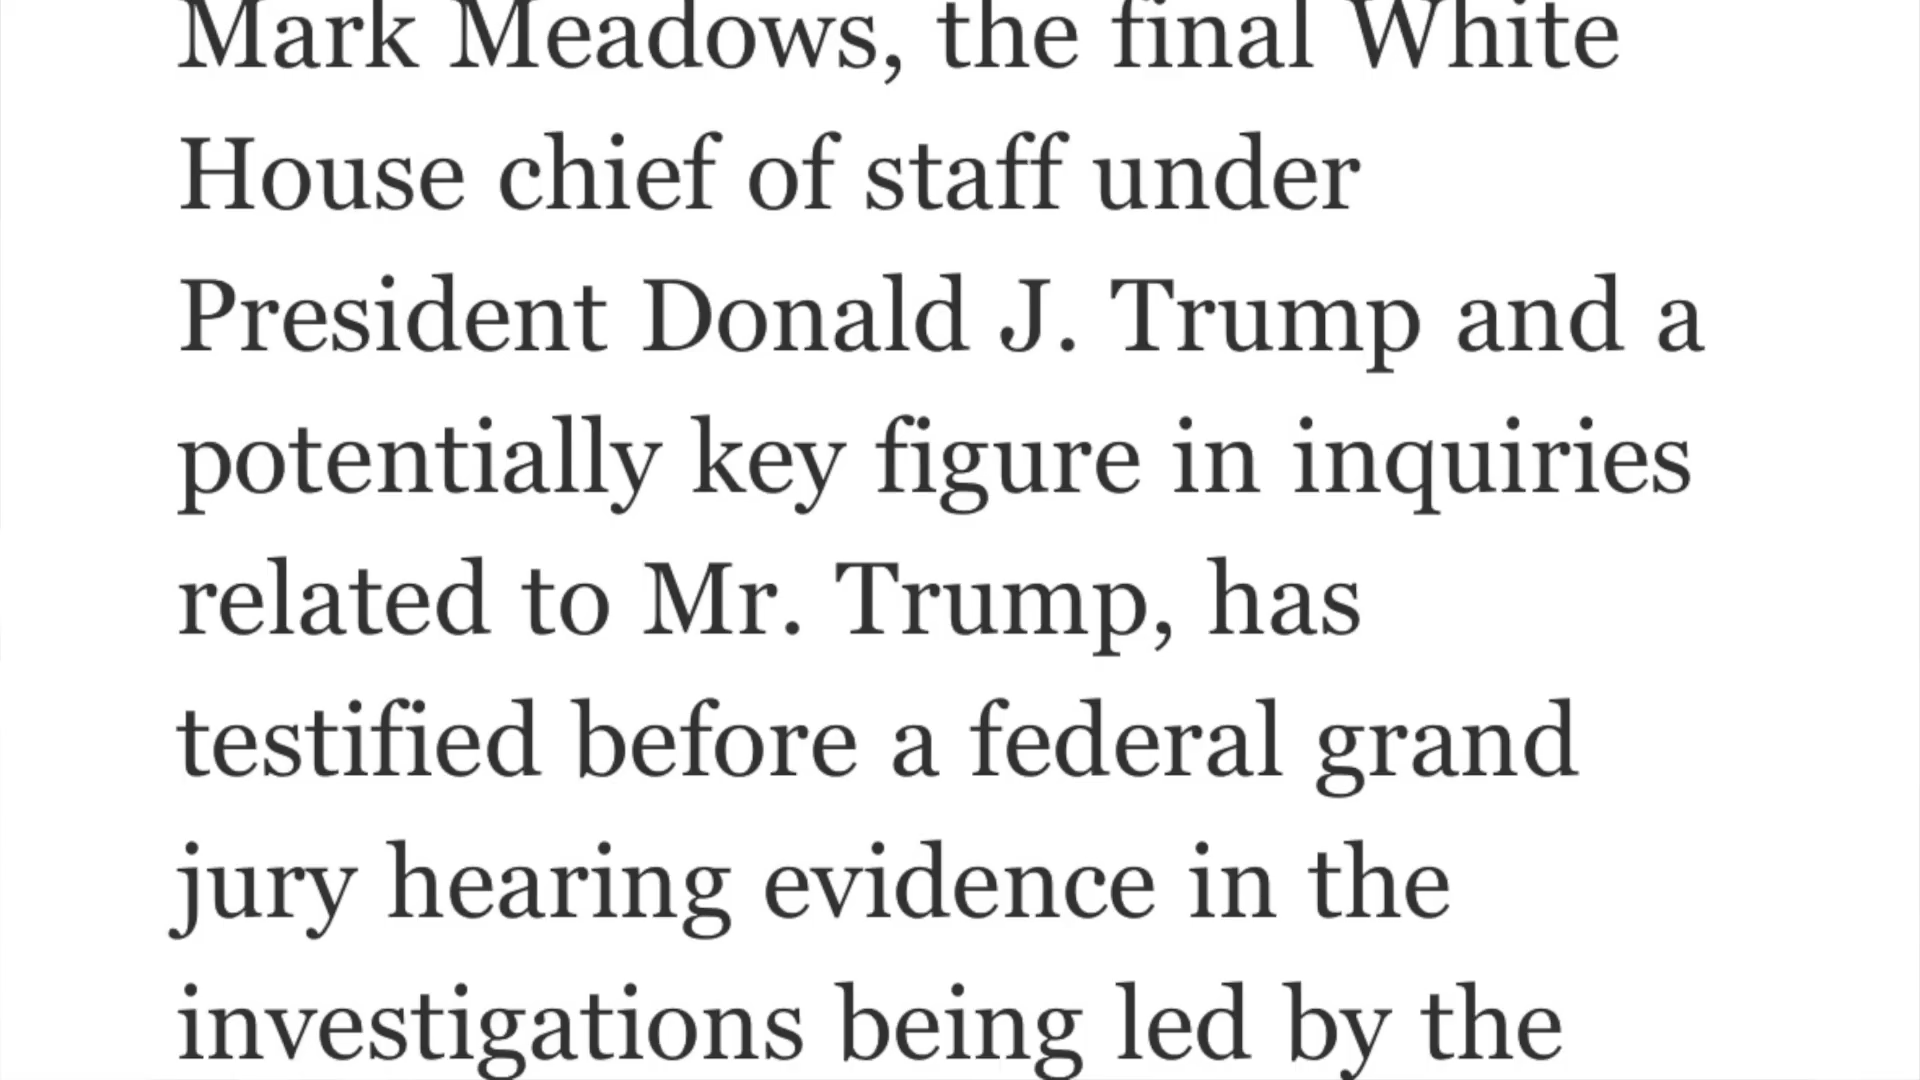 Mark Meadows, the final White
House chief of staff under
President Donald J. Trump and a
potentially key figure in inquiries
related to Mr. Trump, has
testified before a federal grand
jury hearing evidence in the
investigations being led by the